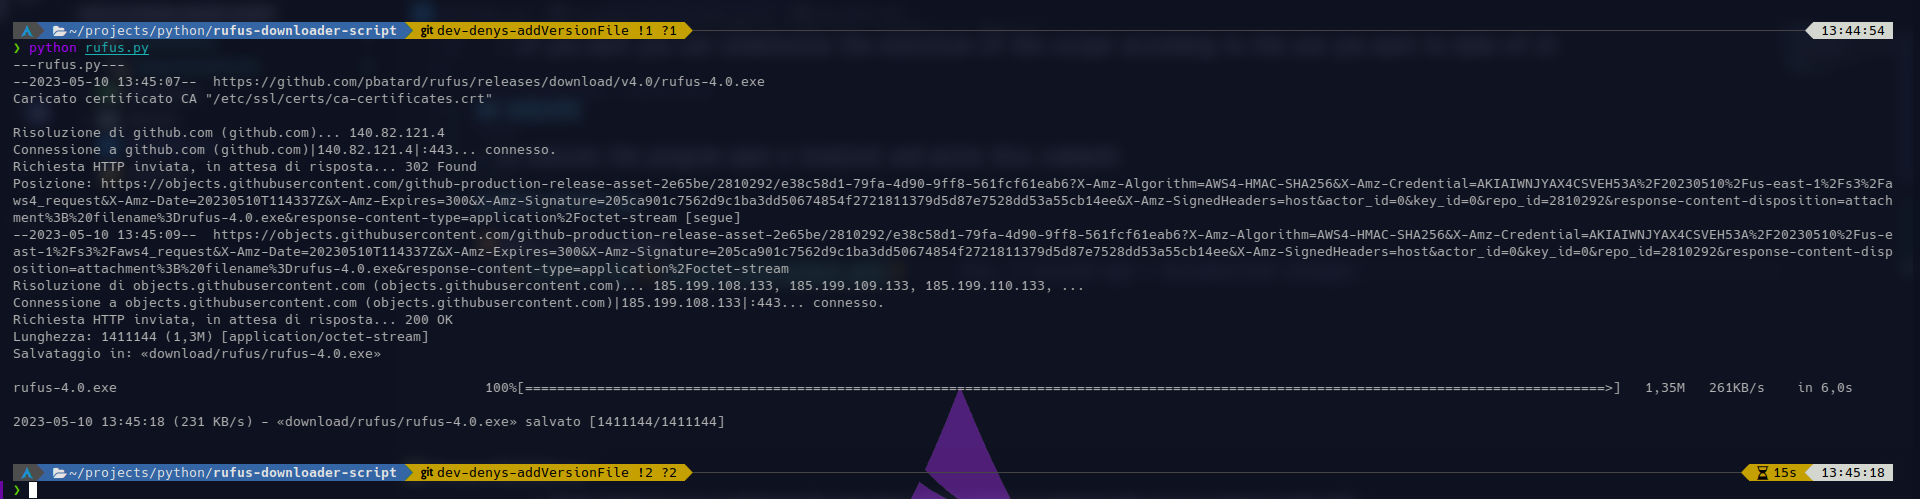 ~/projects/python/rufus-downloader-script git dev-denys-addVersionFile !1 ?1 13:44:54
❯ python rufus.py
---rufus.py---
--2023-05-10 13:45:07--  https://github.com/pbatard/rufus/releases/download/v4.0/rufus-4.0.exe
Caricato certificato CA "/etc/ssl/certs/ca-certificates.crt"
Risoluzione di github.com (github.com)... 140.82.121.4
Connessione a github.com (github.com)|140.82.121.4|:443... connesso.
Richiesta HTTP inviata, in attesa di risposta... 302 Found
Posizione: https://objects.githubusercontent.com/github-production-release-asset-2e65be/2810292/e38c58d1-79fa-4d90-9ff8-561fcf61eab6?X-Amz-Algorithm=AWS4-HMAC-SHA256&X-Amz-Credential=AKIAIWNJYAX4CSVEH53A%2F20230510%2Fus-east-1%2Fs3%2Fa
ws4_request&X-Amz-Date=20230510T114337Z&X-Amz-Expires=300&X-Amz-Signature=205ca901c7562d9c1ba3dd50674854f2721811379d5d87e7528dd53a55cb14ee&X-Amz-SignedHeaders=host&actor_id=0&key_id=0&repo_id=2810292&response-content-disposition=attach
ment%3B%20filename%3Drufus-4.0.exe&response-content-type=application%2Foctet-stream [segue]
--2023-05-10 13:45:09--  https://objects.githubusercontent.com/github-production-release-asset-2e65be/2810292/e38c58d1-79fa-4d90-9ff8-561fcf61eab6?X-Amz-Algorithm=AWS4-HMAC-SHA256&X-Amz-Credential=AKIAIWNJYAX4CSVEH53A%2F20230510%2Fus-e
ast-1%2Fs3%2Faws4_request&X-Amz-Date=20230510T114337Z&X-Amz-Expires=300&X-Amz-Signature=205ca901c7562d9c1ba3dd50674854f2721811379d5d87e7528dd53a55cb14ee&X-Amz-SignedHeaders=host&actor_id=0&key_id=0&repo_id=2810292&response-content-disp
osition=attachment%3B%20filename%3Drufus-4.0.exe&response-content-type=application%2Foctet-stream
Risoluzione di objects.githubusercontent.com (objects.githubusercontent.com)... 185.199.108.133, 185.199.109.133, 185.199.110.133, ...
Connessione a objects.githubusercontent.com (objects.githubusercontent.com)|185.199.108.133|:443... connesso.
Richiesta HTTP inviata, in attesa di risposta... 200 OK
Lunghezza: 1411144 (1,3M) [application/octet-stream]
Salvataggio in: «download/rufus/rufus-4.0.exe»
rufus-4.0.exe 100%[=======================================================================================================================================>] 1,35M 261KB/s in 6,0s
2023-05-10 13:45:18 (231 KB/s) - «download/rufus/rufus-4.0.exe» salvato [1411144/1411144]
~/projects/python/rufus-downloader-script git dev-denys-addVersionFile !2 ?2 15s 13:45:18
❯